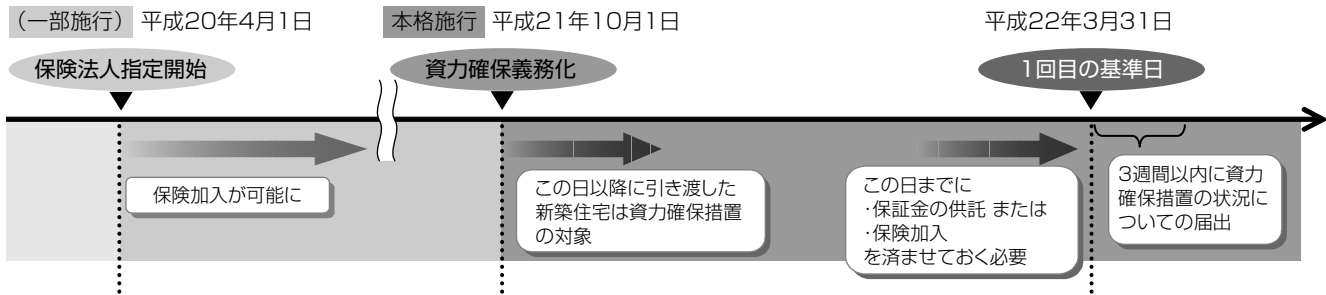 (一部施行) 平成20年4月1日
本格施行 平成21年10月1日
平成22年3月31日
保険法人指定開始
資力確保義務化
1回目の基準日
保険加入が可能に
この日以降に引き渡した
新築住宅は資力確保措置
の対象
この日までに
・保証金の供託 または
・保険加入
を済ませておく必要
3週間以内に資力
確保措置の状況に
ついての届出